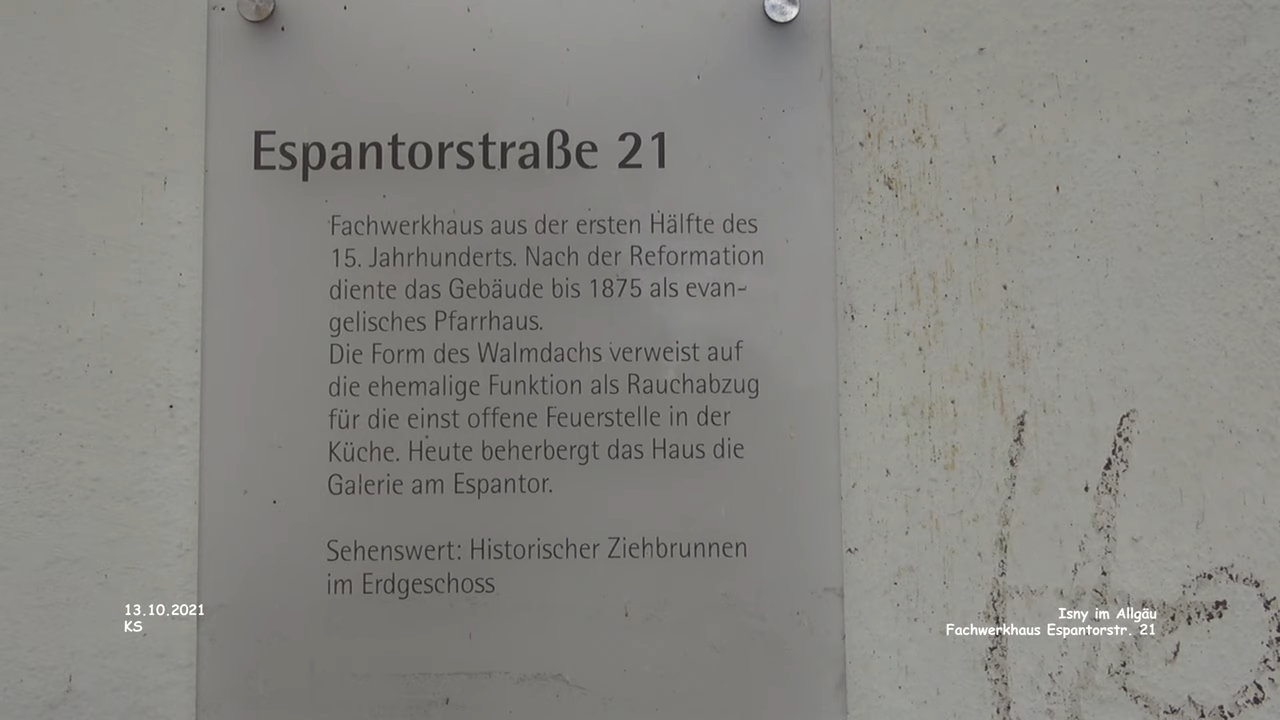 Espantorstraße 21
Fachwerkhaus aus der ersten Hälfte des
15. Jahrhunderts. Nach der Reformation
diente das Gebäude bis 1875 als evan-
gelisches Pfarrhaus.
Die Form des Walmdachs verweist auf
die ehemalige Funktion als Rauchabzug
für die einst offene Feuerstelle in der
Küche. Heute beherbergt das Haus die
Galerie am Espantor.
Sehenswert: Historischer Ziehbrunnen
im Erdgeschoss
13.10.2021
KS
Isny im Allgäu
Fachwerkhaus Espantorstr. 21